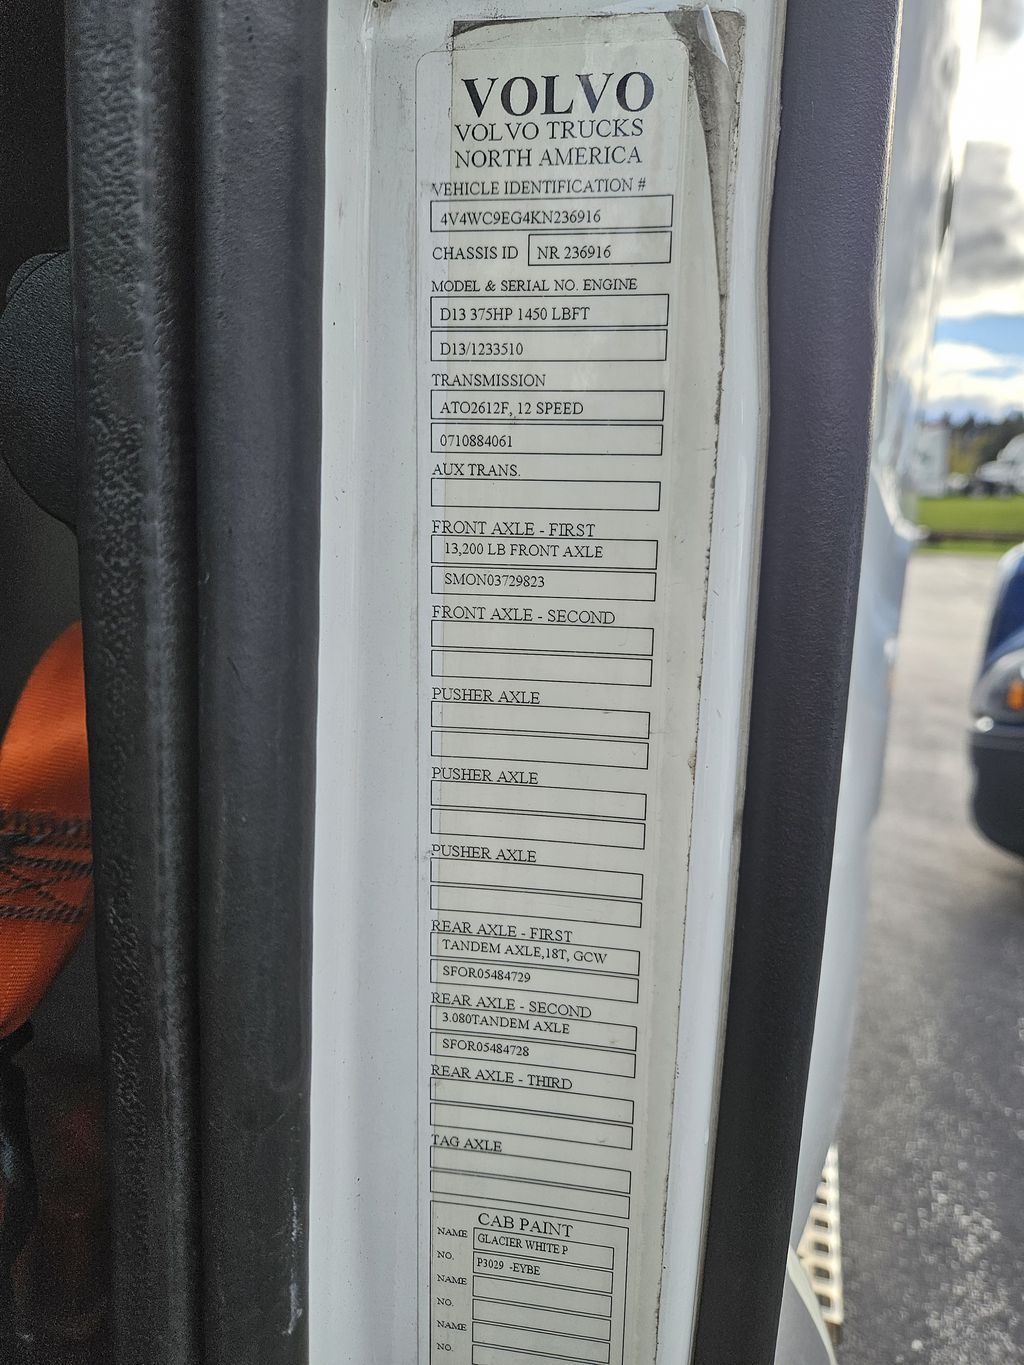 VOLVO
VOLVO TRUCKS
NORTH AMERICA
VEHICLE IDENTIFICATION #
4V4WC9EG4KN236916
CHASSIS ID NR 236916
MODEL & SERIAL NO. ENGINE
D13 375HP 1450 LBFT
D13/1233510
TRANSMISSION
ATO2612F, 12 SPEED
0710884061
AUX TRANS.
FRONT AXLE - FIRST
13,200 LB FRONT AXLE
SMON03729823
FRONT AXLE - SECOND
PUSHER AXLE
PUSHER AXLE
PUSHER AXLE
REAR AXLE - FIRST
TANDEM AXLE,18T, GCW
SFOR05484729
REAR AXLE - SECOND
3.080TANDEM AXLE
SFOR05484728
REAR AXLE - THIRD
TAG AXLE
CAB PAINT
NAME GLACIER WHITE P
NO. P3029 -EYBE
NAME
NO.
NAME
NO.